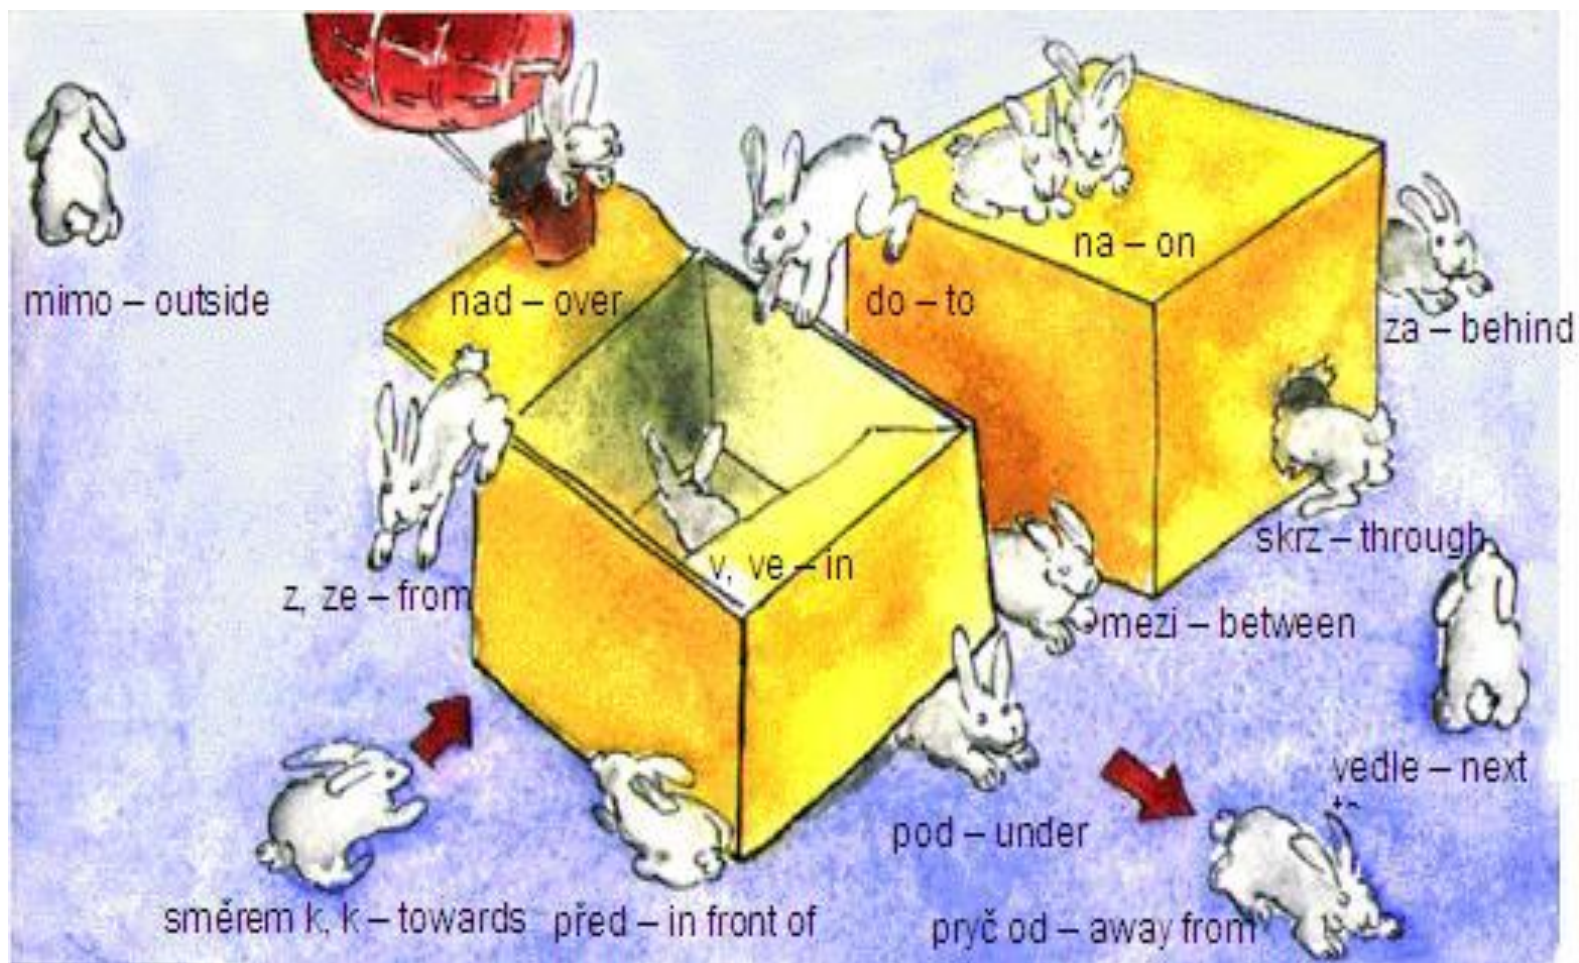 na – on
mimo – outside
nad – over
do – to
za – behind
skrz – through
v, ve – in
z, ze – from
mezi – between
vedle – next
pod – under
směrem k, k – towards
před – in front of
pryč od – away from